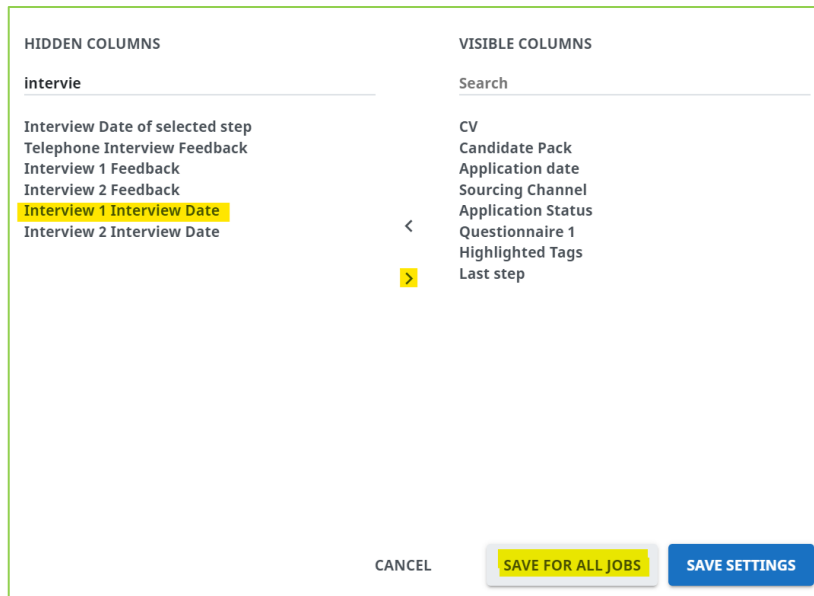 HIDDEN COLUMNS
intervie
Interview Date of selected step
Telephone Interview Feedback
Interview 1 Feedback
Interview 2 Feedback
Interview 1 Interview Date
Interview 2 Interview Date
VISIBLE COLUMNS
Search
CV
Candidate Pack
Application date
Sourcing Channel
Application Status
Questionnaire 1
Highlighted Tags
Last step
CANCEL
SAVE FOR ALL JOBS
SAVE SETTINGS